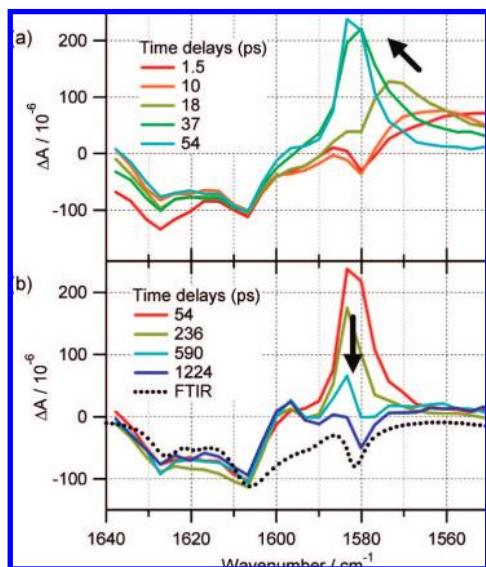 (a)
200
Time delays (ps)
1.5
10
18
37
54
100
0
-100
ΔA / 10⁻⁶
(b)
200
Time delays (ps)
54
236
590
1224
FTIR
100
0
-100
ΔA / 10⁻⁶
1640 1620 1600 1580 1560
Wavenumber / cm⁻¹